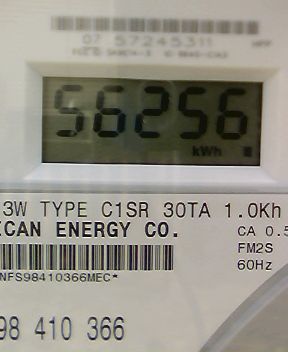 07 57245311
56256
kWh
3W TYPE C1SR 30TA 1.0Kh
ICAN ENERGY CO. CA 0.5
FM2S
NFS98410366MEC* 60Hz
98 410 366